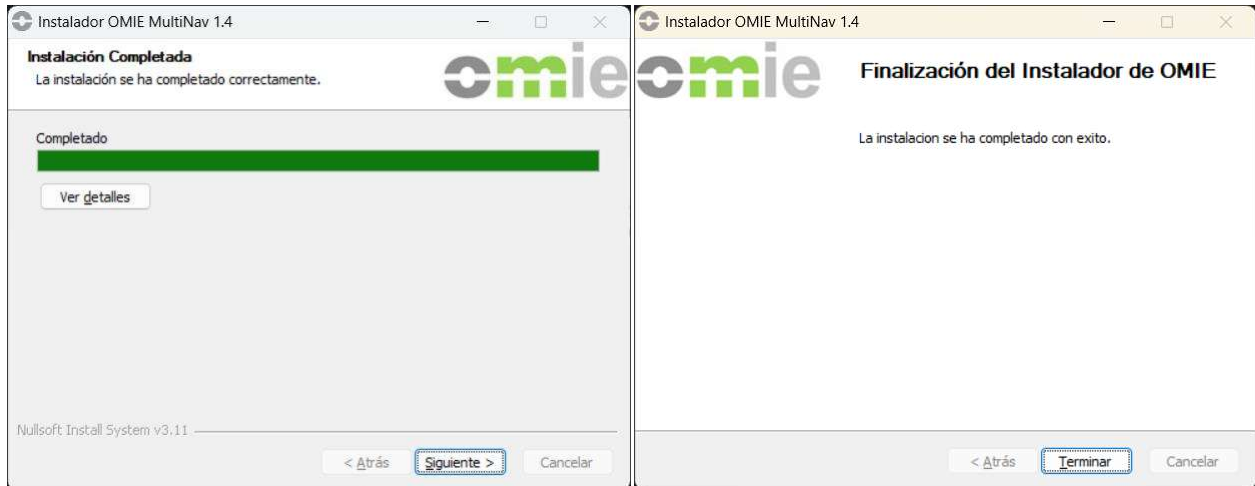 Instalador OMIE MultiNav 1.4
Instalación Completada
La instalación se ha completado correctamente.
omie
Completado
Ver detalles
Nullsoft Install System v3.11
< Atrás
Siguiente >
Cancelar
Instalador OMIE MultiNav 1.4
omie
Finalización del Instalador de OMIE
La instalacion se ha completado con exito.
< Atrás
Terminar
Cancelar